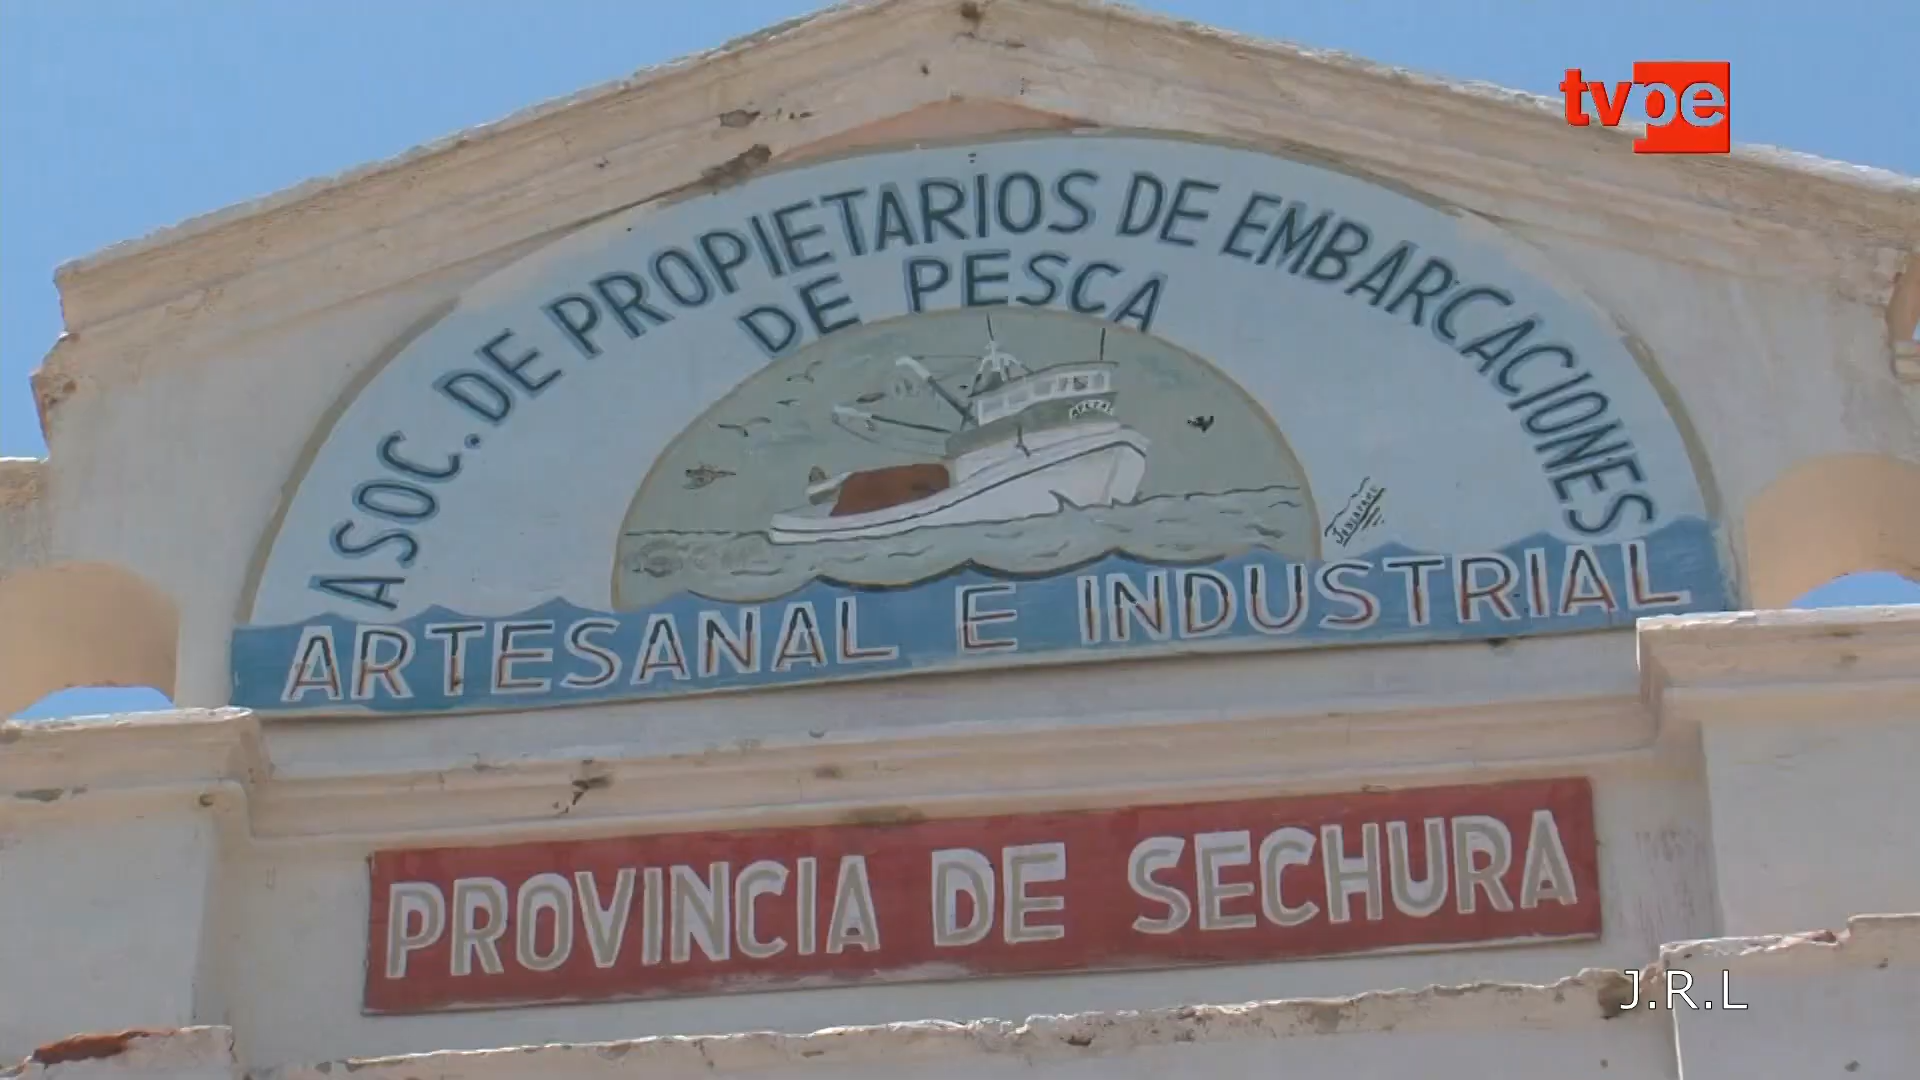 tvpe
ASOC. DE PROPIETARIOS DE EMBARCACIONES
DE PESCA
ARTESANAL E INDUSTRIAL
PROVINCIA DE SECHURA
J.R.L